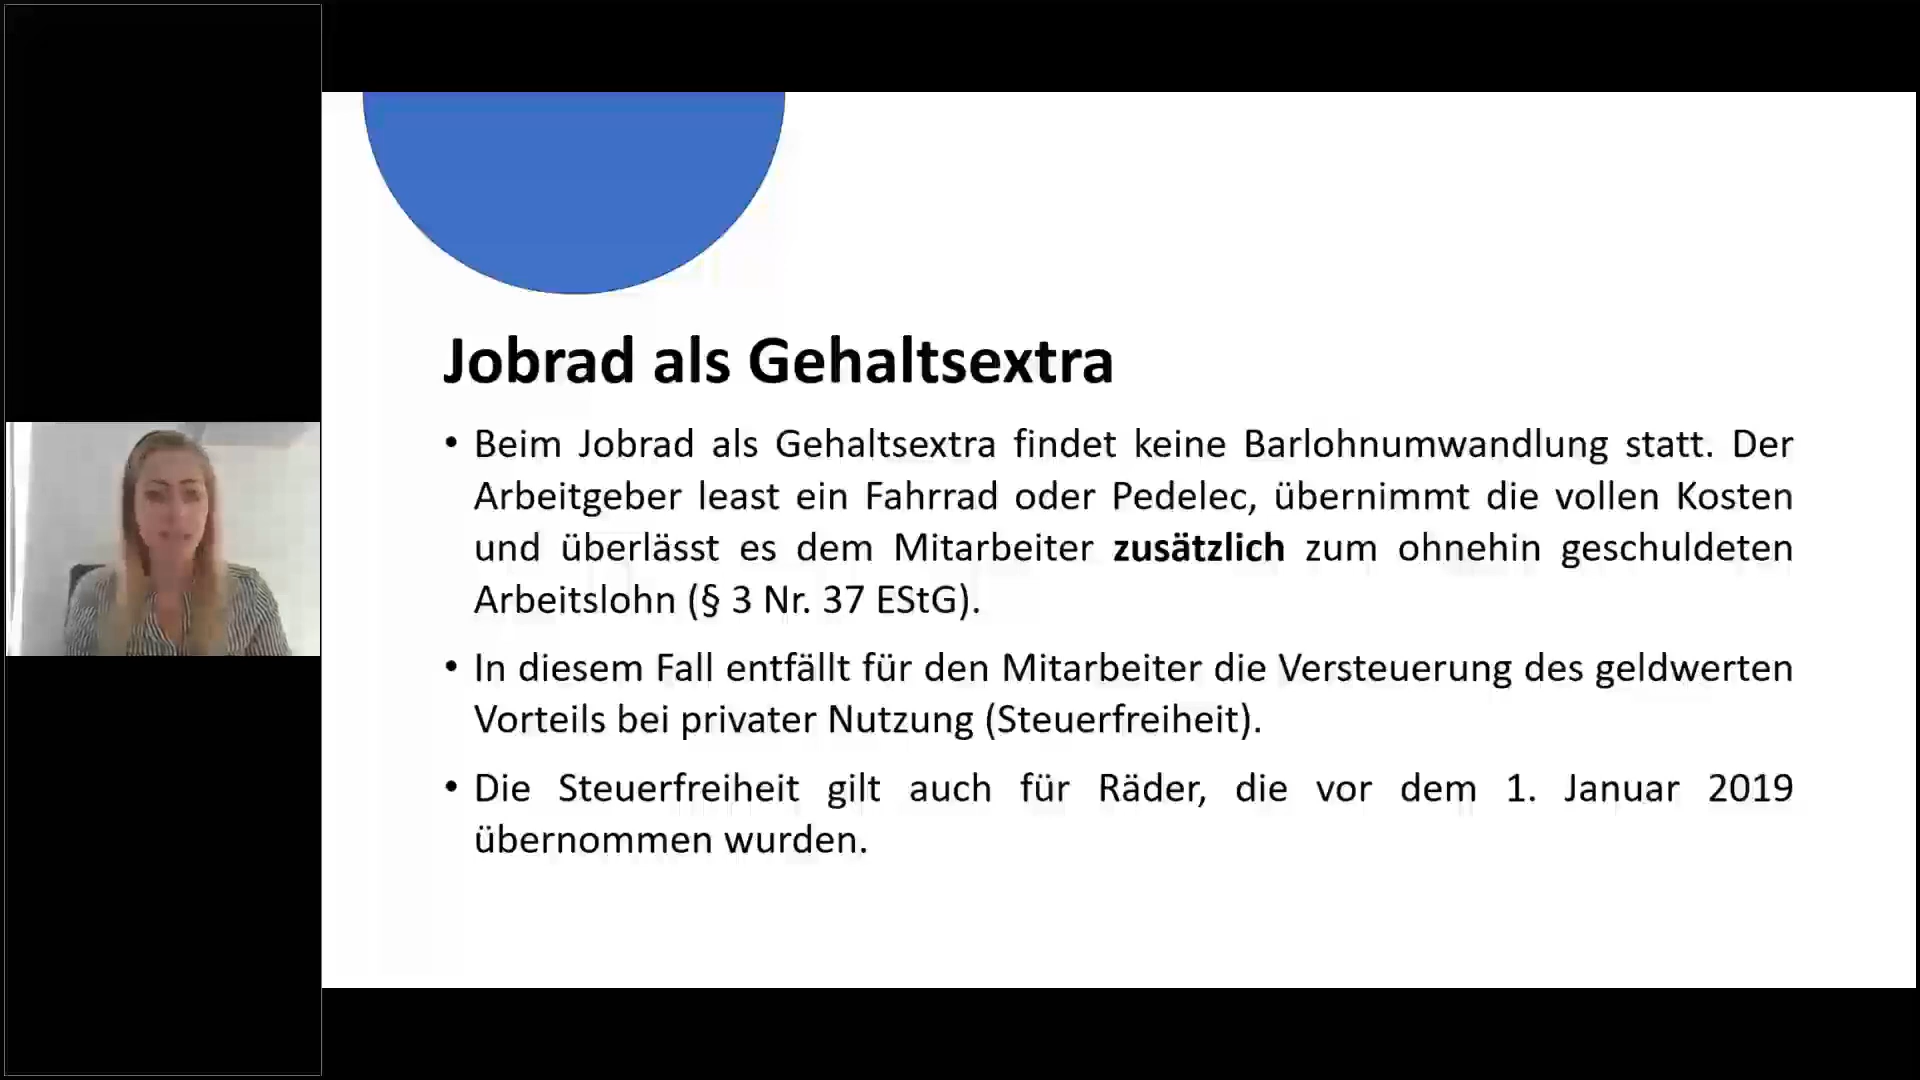 Jobrad als Gehaltsextra
• Beim Jobrad als Gehaltsextra findet keine Barlohnumwandlung statt. Der
Arbeitgeber least ein Fahrrad oder Pedelec, übernimmt die vollen Kosten
und überlässt es dem Mitarbeiter zusätzlich zum ohnehin geschuldeten
Arbeitslohn (§ 3 Nr. 37 EStG).
• In diesem Fall entfällt für den Mitarbeiter die Versteuerung des geldwerten
Vorteils bei privater Nutzung (Steuerfreiheit).
• Die Steuerfreiheit gilt auch für Räder, die vor dem 1. Januar 2019
übernommen wurden.